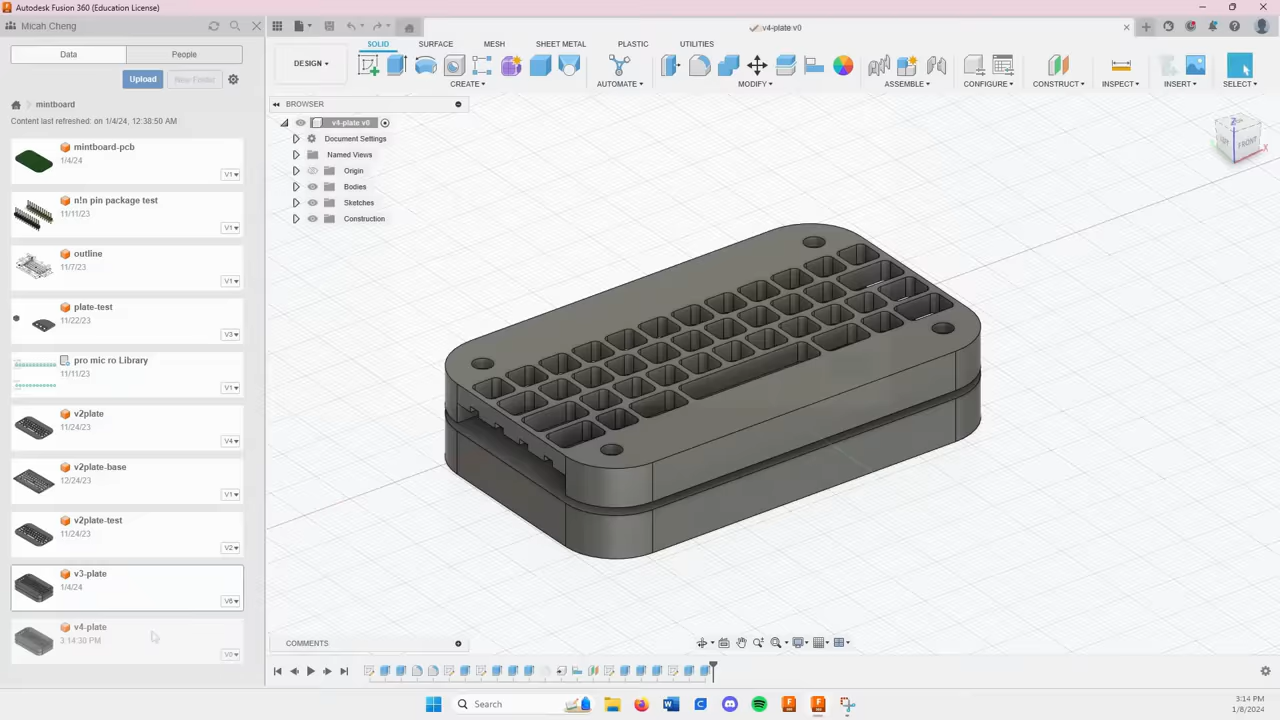 Autodesk Fusion 360 (Education License)
Micah Cheng
v4-plate v0
Data
People
Upload
New Folder
mintboard
Content last refreshed: on 1/4/24, 12:38:50 AM
mintboard-pcb
1/4/24
V1
n!n pin package test
11/11/23
V1
outline
11/7/23
V1
plate-test
11/22/23
V3
pro mic ro Library
11/11/23
V1
v2plate
11/24/23
V4
v2plate-base
12/24/23
V1
v2plate-test
11/24/23
V2
v3-plate
1/4/24
V6
v4-plate
3:14:30 PM
V0
DESIGN
SOLID
SURFACE
MESH
SHEET METAL
PLASTIC
UTILITIES
CREATE
AUTOMATE
MODIFY
ASSEMBLE
CONFIGURE
CONSTRUCT
INSPECT
INSERT
SELECT
BROWSER
v4-plate v0
Document Settings
Named Views
Origin
Bodies
Sketches
Construction
Z
FRONT
X
COMMENTS
Search
3:14 PM
1/8/2024